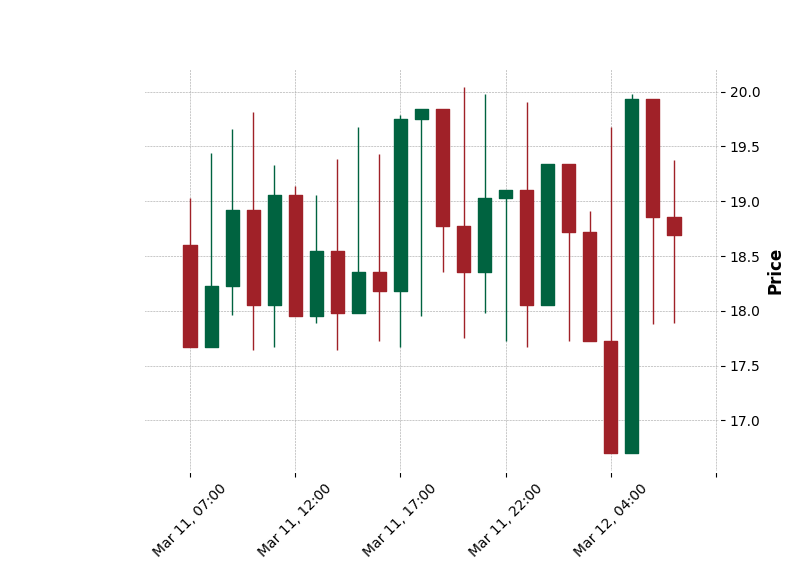 20.0
19.5
19.0
18.5
18.0
17.5
17.0
Price
Mar 11, 07:00
Mar 11, 12:00
Mar 11, 17:00
Mar 11, 22:00
Mar 12, 04:00